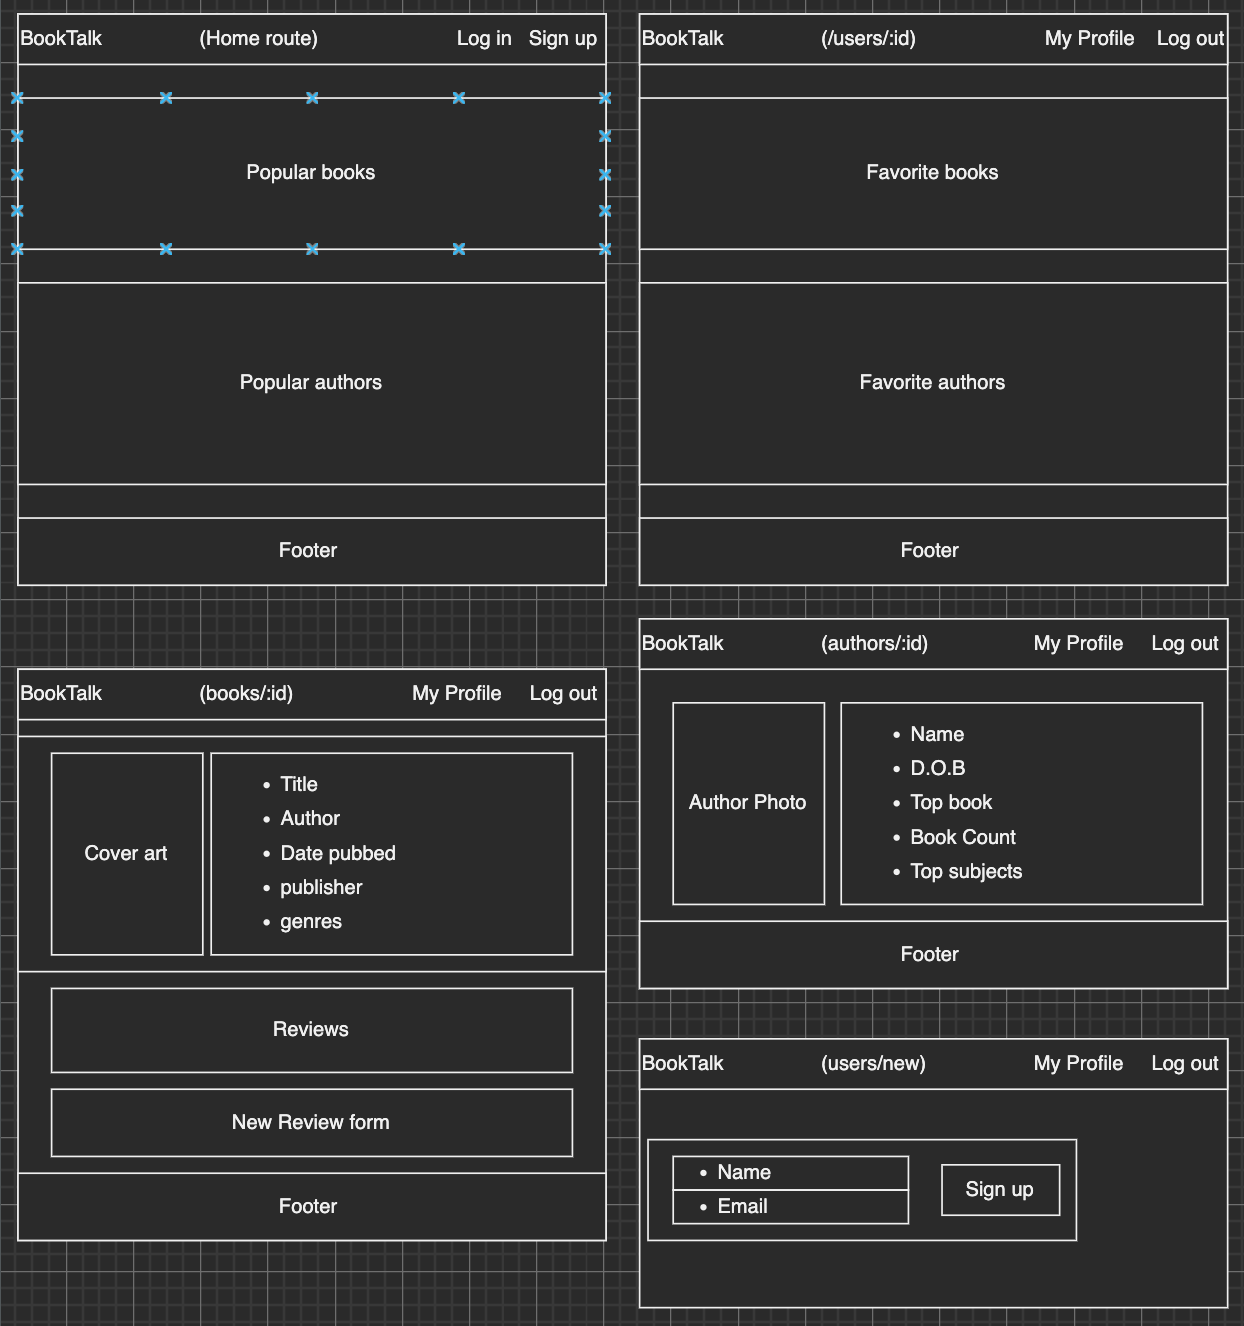 BookTalk (Home route) Log in Sign up
Popular books
Popular authors
Footer
BookTalk (/users/:id) My Profile Log out
Favorite books
Favorite authors
Footer
BookTalk (books/:id) My Profile Log out
Cover art
• Title
• Author
• Date pubbed
• publisher
• genres
Reviews
New Review form
Footer
BookTalk (authors/:id) My Profile Log out
Author Photo
• Name
• D.O.B
• Top book
• Book Count
• Top subjects
Footer
BookTalk (users/new) My Profile Log out
• Name
• Email
Sign up